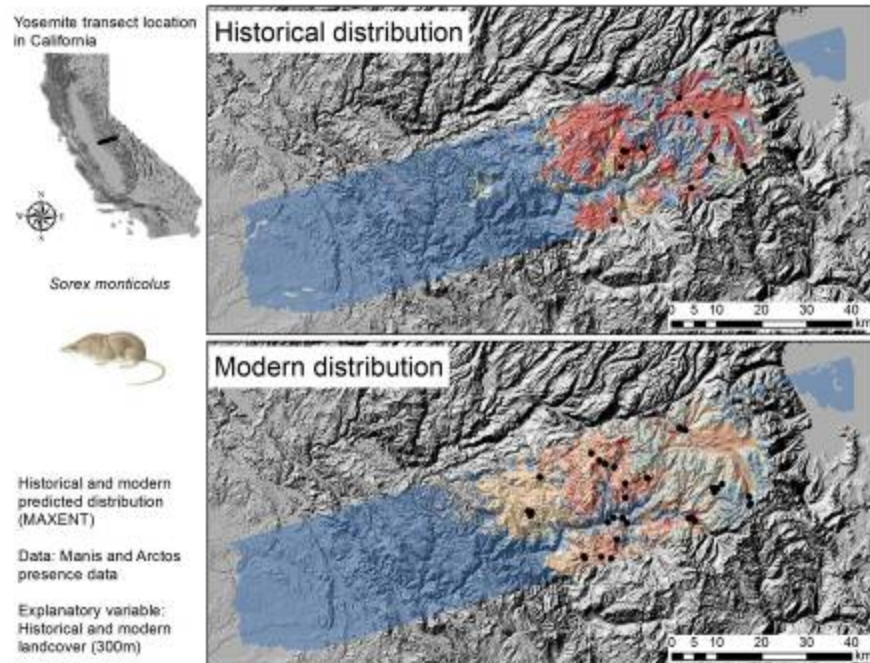 Yosemite transect location
in California
N
W E
S
Sorex monticolus
Historical and modern
predicted distribution
(MAXENT)
Data: Manis and Arctos
presence data
Explanatory variable:
Historical and modern
landcover (300m)
Historical distribution
0 5 10 20 30 40
km
Modern distribution
0 5 10 20 30 40
km